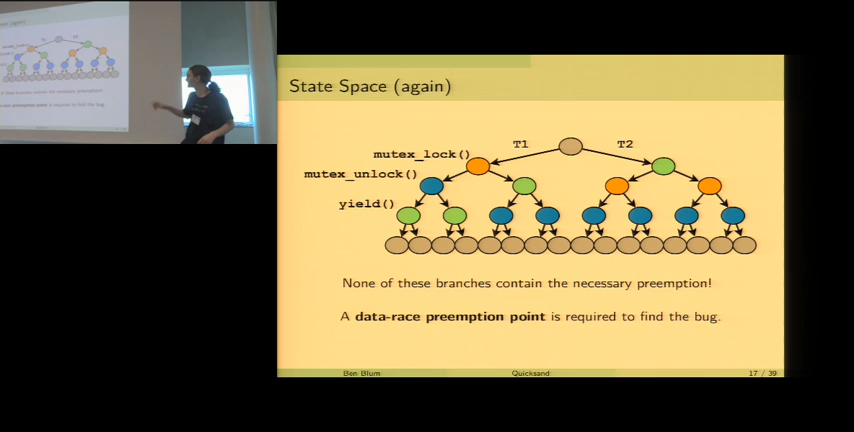 State Space (again)
T1
T2
mutex_lock()
mutex_unlock()
yield()
None of these branches contain the necessary preemption!
A data-race preemption point is required to find the bug.
Ben Blum
Quicksand
17 / 39